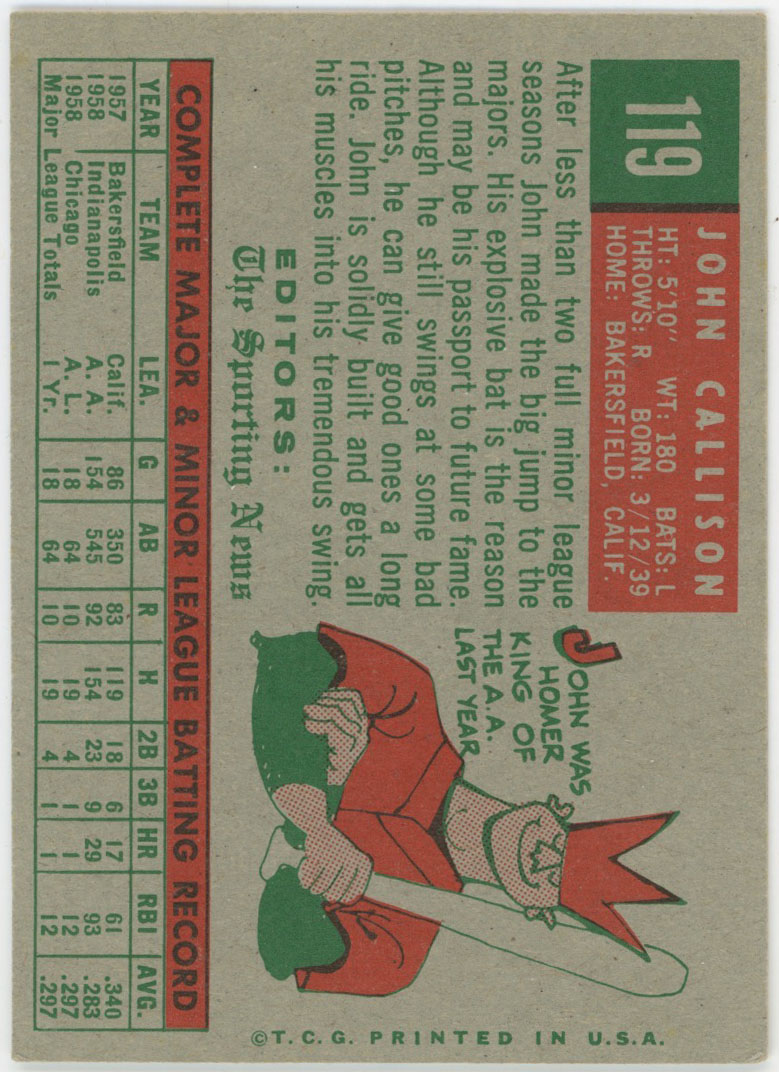 119
JOHN CALLISON
HT: 5'10" WT: 180 BATS: L
THROWS: R BORN: 3/12/39
HOME: BAKERSFIELD, CALIF.
After less than two full minor league
seasons John made the big jump to the
majors. His explosive bat is the reason
and may be his passport to future fame.
Although he still swings at some bad
pitches, he can give good ones a long
ride. John is solidly built and gets all
his muscles into his tremendous swing.
EDITORS:
The Sporting News
JOHN WAS
HOMER
KING OF
THE A.A.
LAST YEAR
COMPLETE MAJOR & MINOR LEAGUE BATTING RECORD
YEAR TEAM LEA. G AB R H 2B 3B HR RBI AVG.
1957 Bakersfield Calif. 86 350 83 119 18 6 17 61 .340
1958 Indianapolis A. A. 154 545 92 154 23 9 29 93 .283
1958 Chicago A. L. 18 64 10 19 4 1 1 12 .297
Major League Totals 1 Yr. 18 64 10 19 4 1 1 12 .297
©T.C.G. PRINTED IN U.S.A.